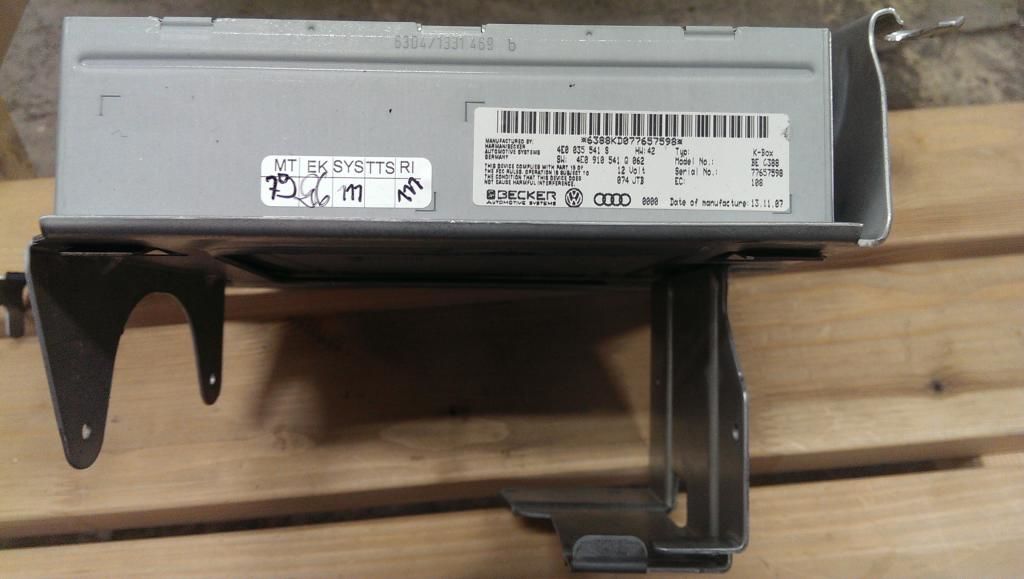 6304/1331 469 b
*6388KD077657598*
MANUFACTURED BY:
HARMAN/BECKER
AUTOMOTIVE SYSTEMS
GERMANY
4E0 035 541 S HW:42
SW: 4E0 910 541 Q 062
12 Volt
074 JTB
Typ: K-Box
Model No.: BE 6388
Serial No.: 77657598
EC: 108
THIS DEVICE COMPLIES WITH PART 15 OF
THE FCC RULES. OPERATION IS SUBJECT TO
THE CONDITION THAT THIS DEVICE DOES
NOT CAUSE HARMFUL INTERFERENCE.
BECKER
AUTOMOTIVE SYSTEMS
0000 Date of manufacture: 13.11.07
MT EK SYS TTS RI
79